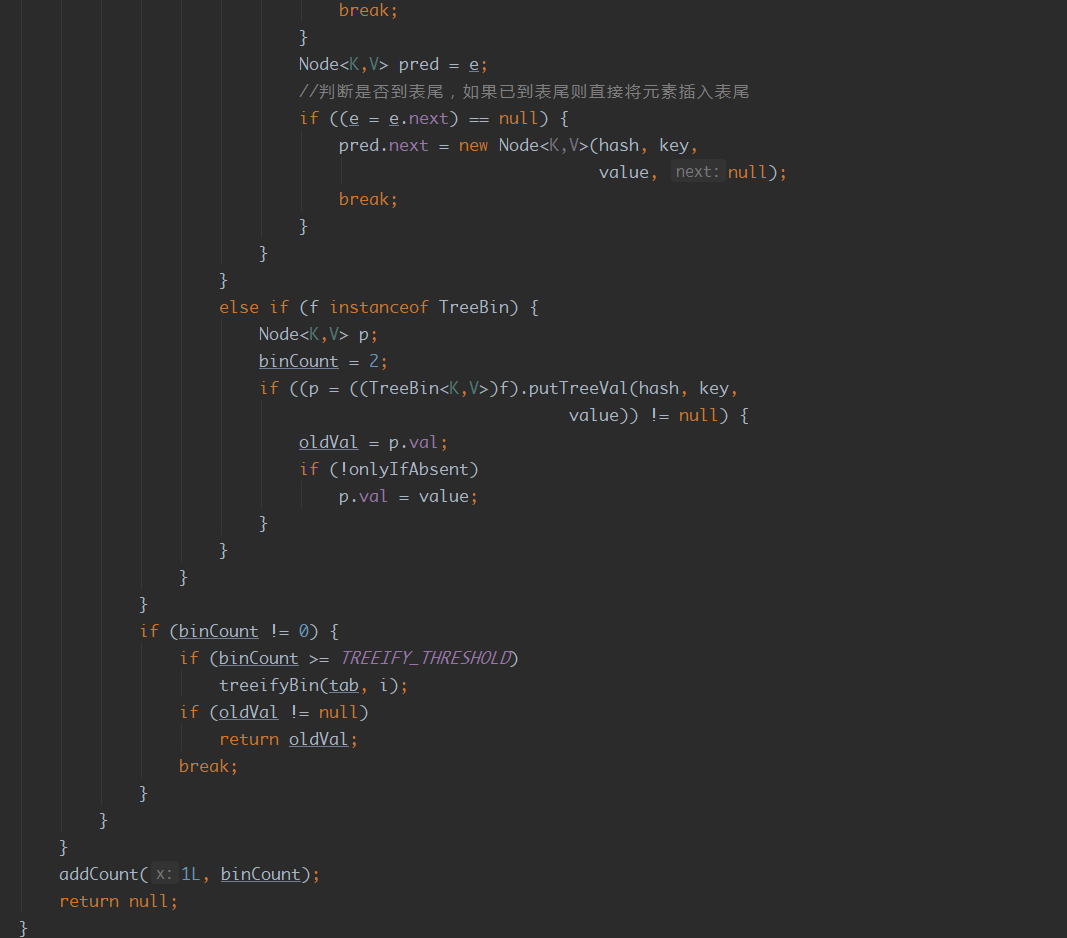 break;
}
Node<K,V> pred = e;
//判断是否到表尾，如果已到表尾则直接将元素插入表尾
if ((e = e.next) == null) {
pred.next = new Node<K,V>(hash, key,
value, next: null);
break;
}
}
}
else if (f instanceof TreeBin) {
Node<K,V> p;
binCount = 2;
if ((p = ((TreeBin<K,V>)f).putTreeVal(hash, key,
value)) != null) {
oldVal = p.val;
if (!onlyIfAbsent)
p.val = value;
}
}
}
}
if (binCount != 0) {
if (binCount >= TREEIFY_THRESHOLD)
treeifyBin(tab, i);
if (oldVal != null)
return oldVal;
break;
}
}
}
addCount( x: 1L, binCount);
return null;
}